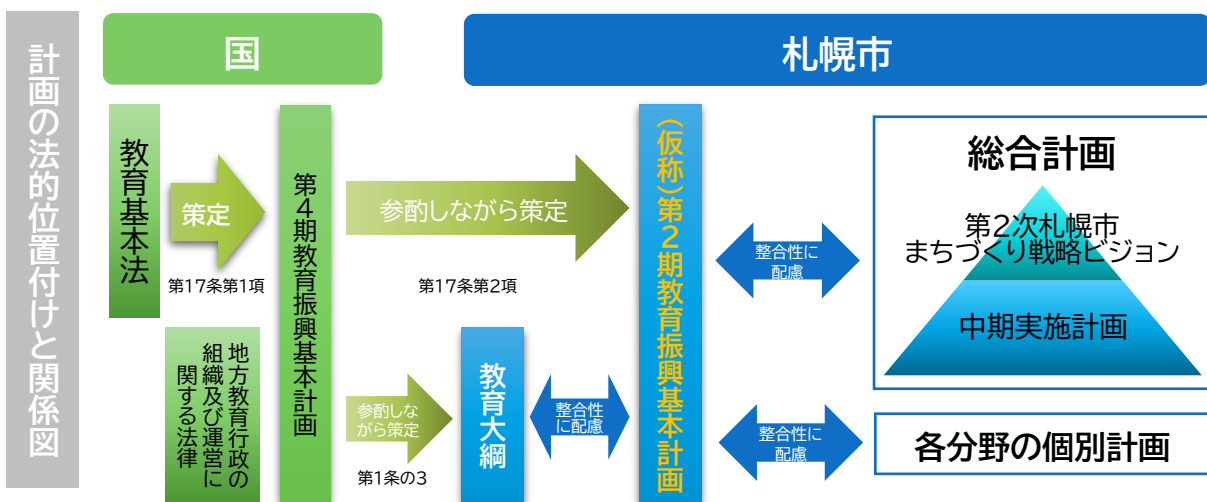 計画の法的位置付けと関係図
国
札幌市
教育基本法
策定
第17条第1項
地方教育行政の
組織及び運営に
関する法律
第4期教育振興基本計画
参酌しながら策定
第17条第2項
参酌しな
がら策定
第1条の3
教育大綱
整合性
に配慮
(仮称)第2期教育振興基本計画
整合性に
配慮
整合性に
配慮
総合計画
第2次札幌市
まちづくり戦略ビジョン
中期実施計画
各分野の個別計画